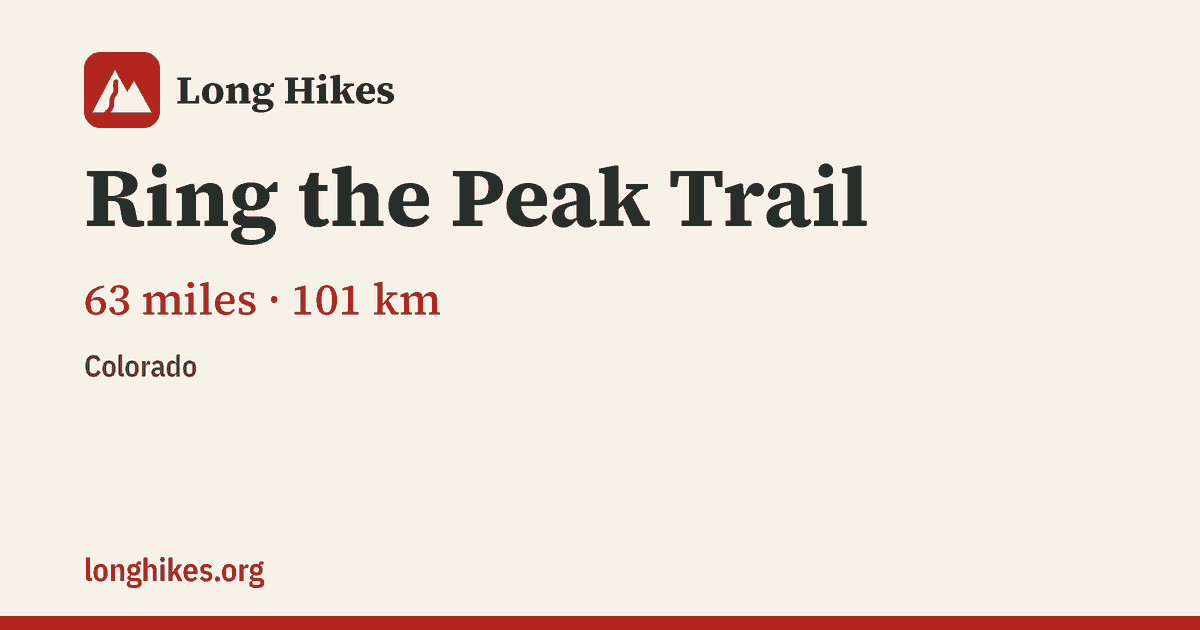 Long Hikes
Ring the Peak Trail
63 miles · 101 km
Colorado
longhikes.org